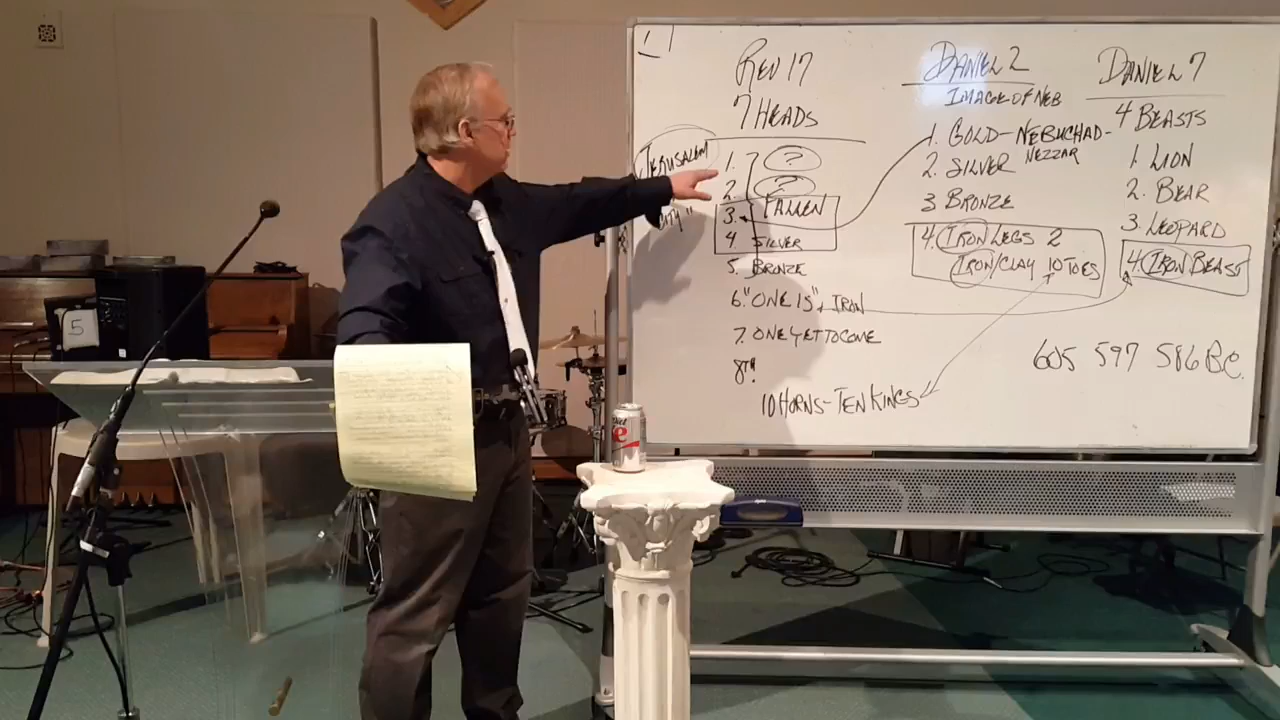 REV 17
7 HEADS
JERUSALEM
1. ?
2. ?
3. FALLEN
4 SILVER
5. BRONZE
6. "ONE IS", IRON
7. ONE YET TO COME
8TH
10 HORNS-TEN KINGS
DANIEL 2
IMAGE OF NEB
1. GOLD-NEBUCHAD-
NEZZAR
2. SILVER
3 BRONZE
4. IRON LEGS 2
IRON/CLAY 10 TOES
DANIEL 7
4 BEASTS
1. LION
2. BEAR
3. LEOPARD
4. IRON BEAST
605 597 586 BC.
5